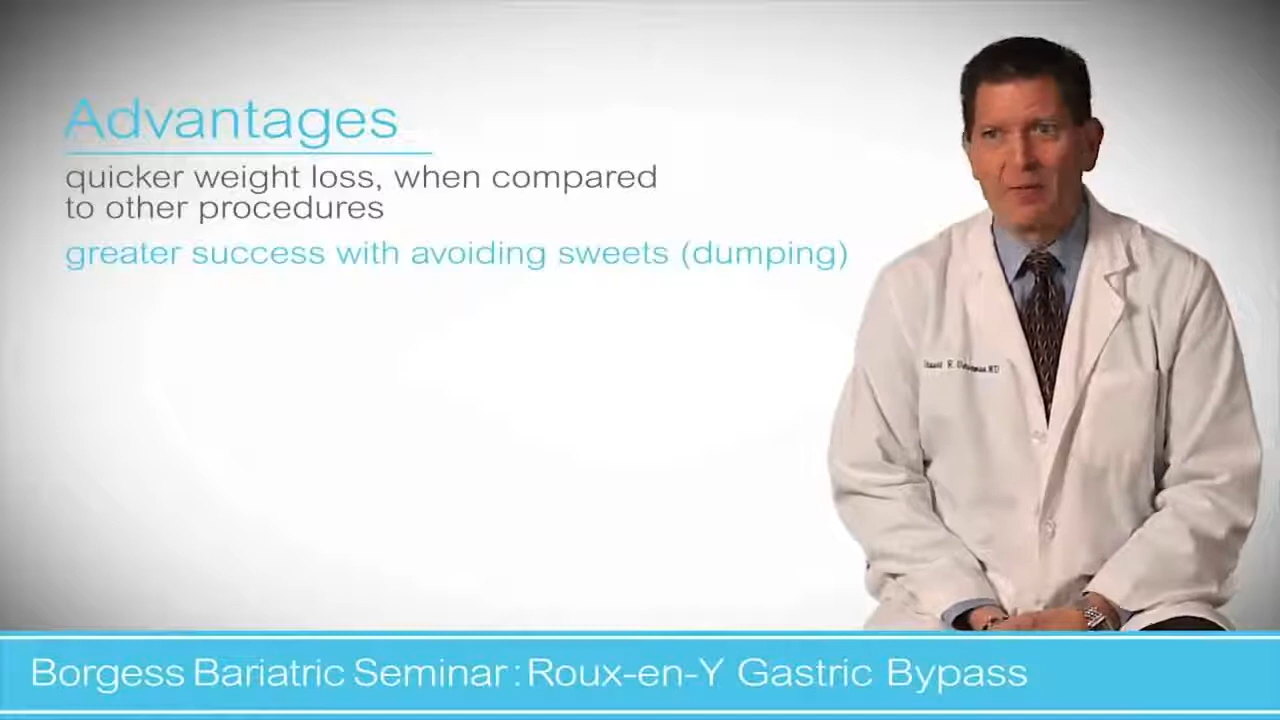 Advantages
quicker weight loss, when compared
to other procedures
greater success with avoiding sweets (dumping)
R.
MD
Borgess Bariatric Seminar: Roux-en-Y Gastric Bypass